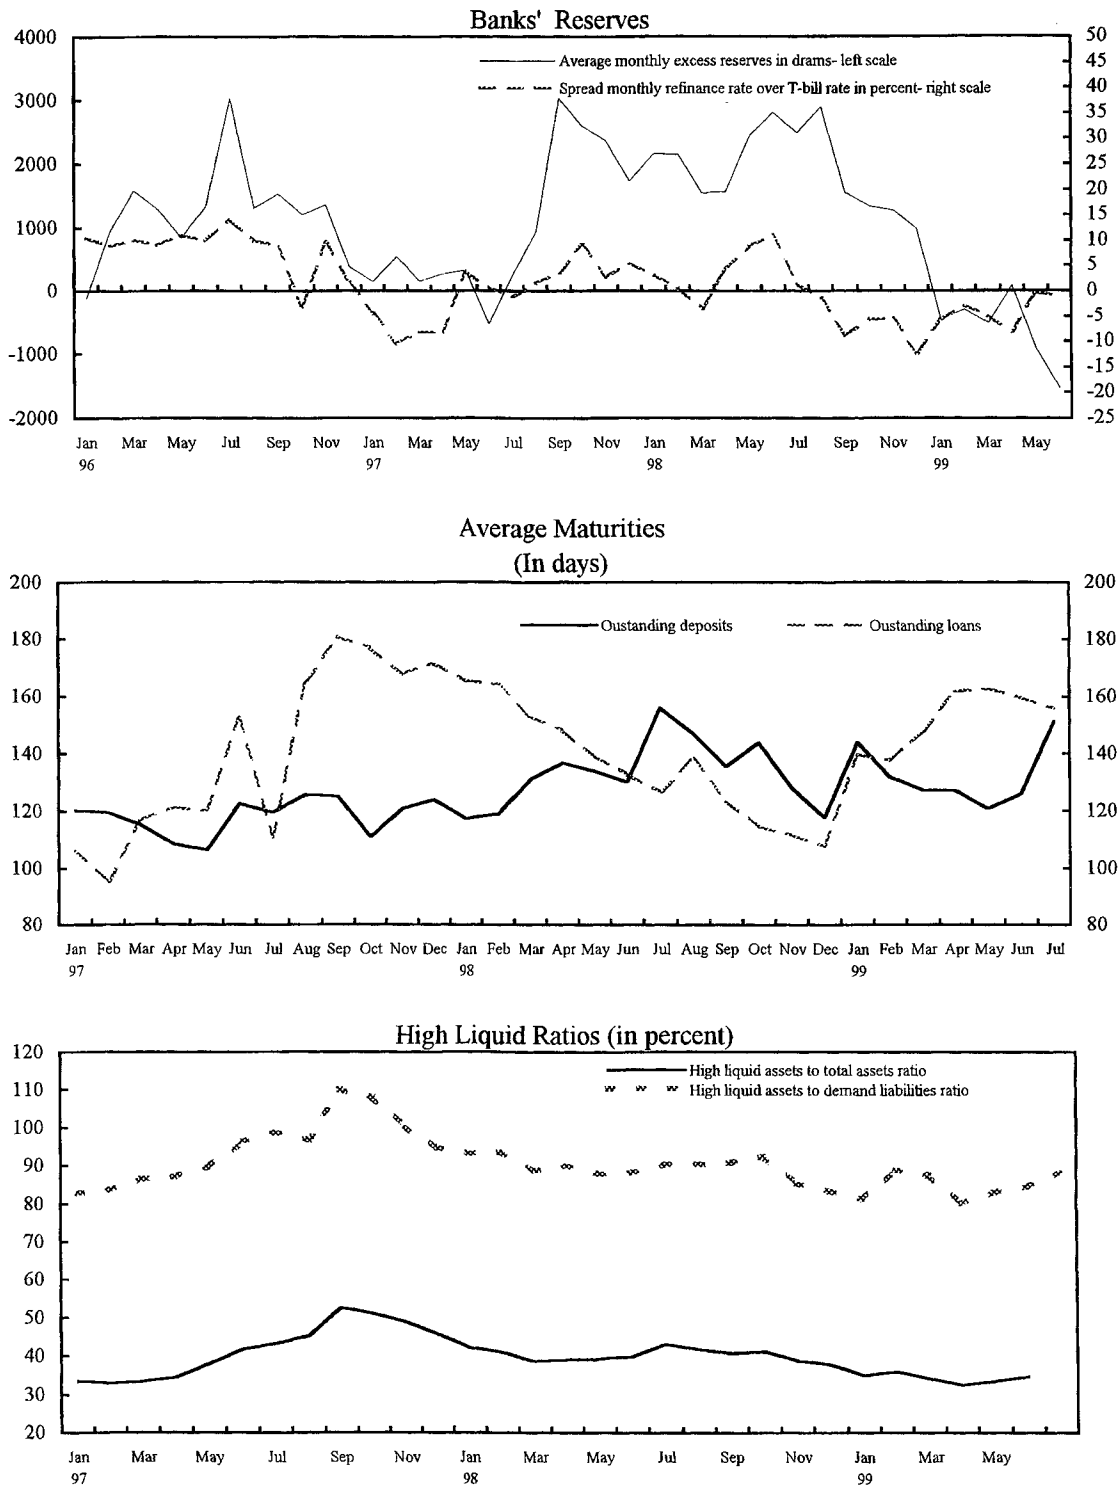 Banks' Reserves
4000 50
45
Average monthly excess reserves in drams- left scale
40
3000 Spread monthly refinance rate over T-bill rate in percent- right scale
35
30
2000 25
20
15
1000 10
5
0 0
-5
-1000 -10
-15
-20
-2000 -25
Jan Mar May Jul Sep Nov Jan Mar May Jul Sep Nov Jan Mar May Jul Sep Nov Jan Mar May
96 97 98 99
Average Maturities
(In days)
200 200
Oustanding deposits Oustanding loans
180 180
160 160
140 140
120 120
100 100
80 80
Jan Feb Mar Apr May Jun Jul Aug Sep Oct Nov Dec Jan Feb Mar Apr May Jun Jul Aug Sep Oct Nov Dec Jan Feb Mar Apr May Jun Jul
97 98 99
High Liquid Ratios (in percent)
120
High liquid assets to total assets ratio
110 High liquid assets to demand liabilities ratio
100
90
80
70
60
50
40
30
20
Jan Mar May Jul Sep Nov Jan Mar May Jul Sep Nov Jan Mar May
97 98 99